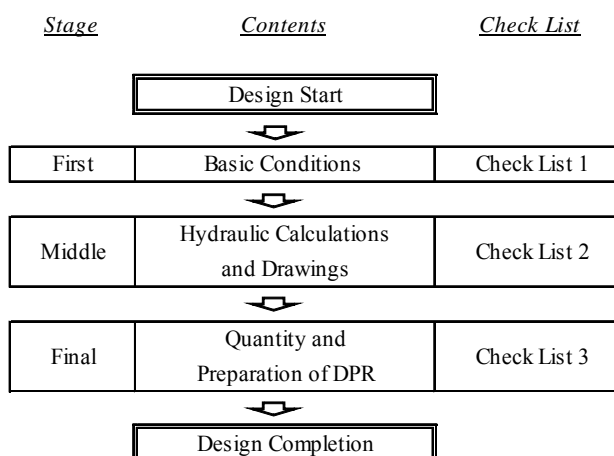 Stage Contents Check List
Design Start
First Basic Conditions Check List 1
Hydraulic Calculations
Middle Check List 2
and Drawings
Quantity and
Final Check List 3
Preparation of DPR
Design Completion